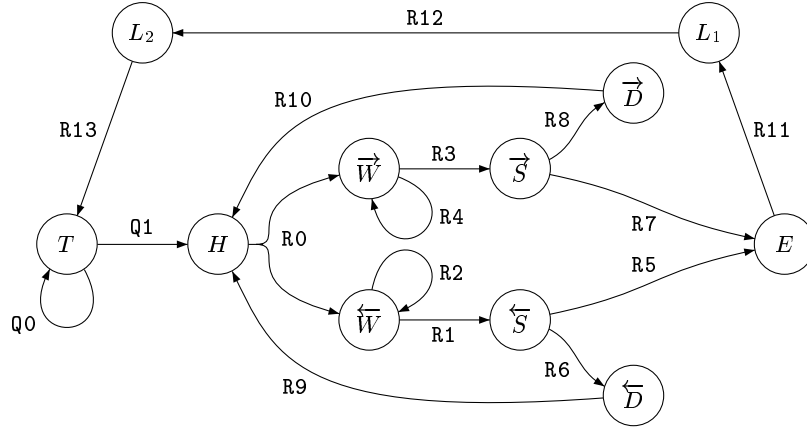 R12
L₂
L₁
R10
→D
R8
R13
R11
→W
R3
→S
R4
R7
Q1
R0
T
H
E
R2
R5
Q0
←W
R1
←S
R6
R9
←D